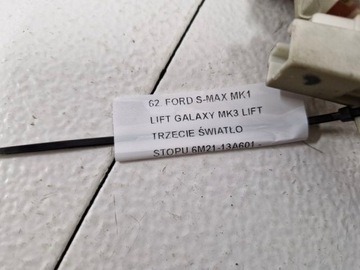 62. FORD S-MAX MK1
LIFT GALAXY MK3 LIFT
TRZECIE ŚWIATŁO
STOPU 6M21-13A601 -